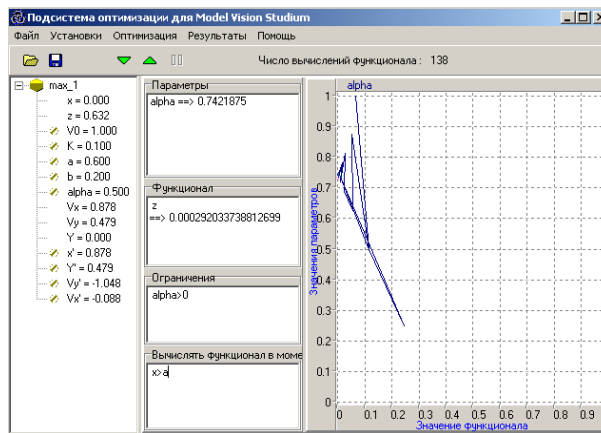 Подсистема оптимизации для Model Vision Studium
Файл Установки Оптимизация Результаты Помощь
Число вычислений функционала : 138
max_1
x = 0.000
z = 0.632
V0 = 1.000
K = 0.100
a = 0.600
b = 0.200
alpha = 0.500
Vx = 0.878
Vy = 0.479
Y = 0.000
x' = 0.878
Y' = 0.479
Vy' = -1.048
Vx' = -0.088
Параметры
alpha ==> 0.7421875
Функционал
z
==> 0.000292033738812699
Ограничения
alpha>0
Вычислять функционал в моме
x>a
alpha
1
0.9
0.8
0.7
0.6
0.5
0.4
0.3
0.2
0.1
0
Значения параметров
0 0.1 0.2 0.3 0.4 0.5 0.6 0.7 0.8 0.9
Значение функционала